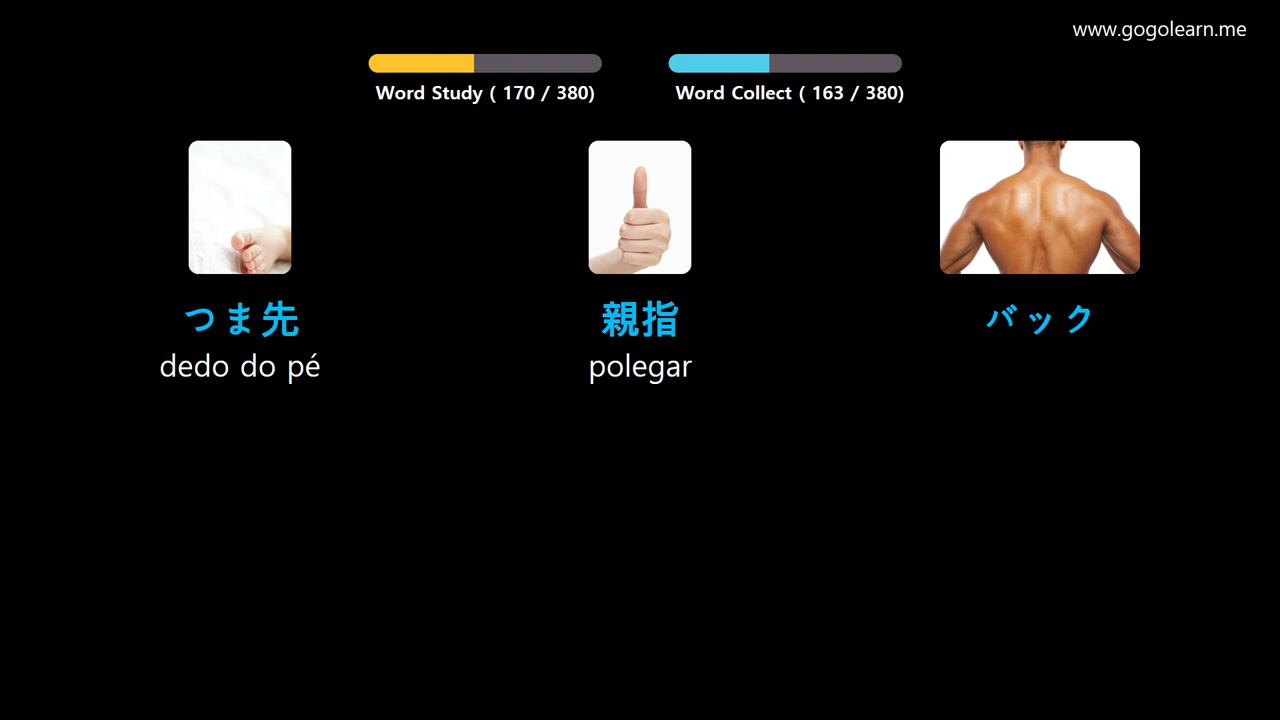 www.gogolearn.me
Word Study ( 170 / 380)
Word Collect ( 163 / 380)
つま先
親指
バック
dedo do pé
polegar